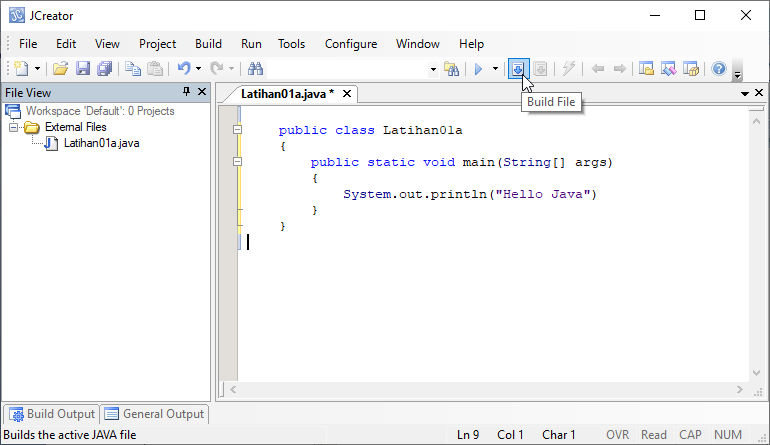 JCreator
File Edit View Project Build Run Tools Configure Window Help
File View
Latihan01a.java *
Build File
Workspace 'Default': 0 Projects
External Files
Latihan01a.java
public class Latihan01a
{
public static void main(String[] args)
{
System.out.println("Hello Java")
}
}
Build Output General Output
Builds the active JAVA file Ln 9 Col 1 Char 1 OVR Read CAP NUM